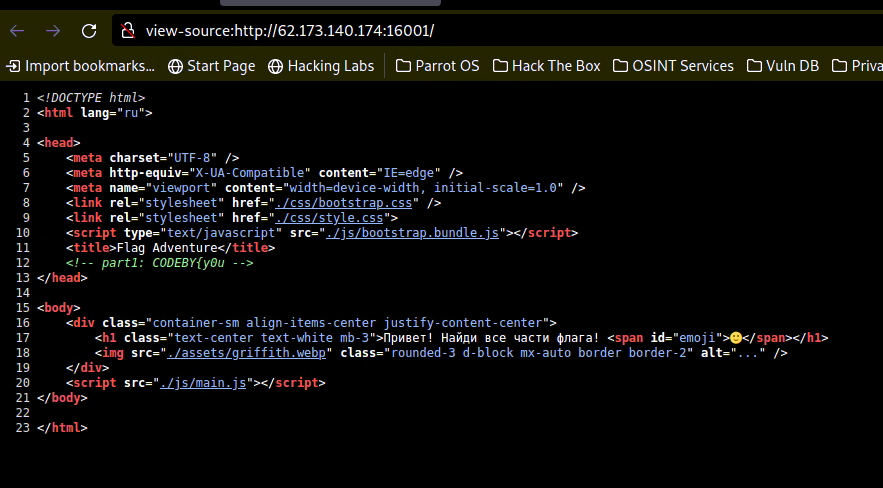 view-source:http://62.173.140.174:16001/
Import bookmarks... Start Page Hacking Labs Parrot OS Hack The Box OSINT Services Vuln DB Priva
1 <!DOCTYPE html>
2 <html lang="ru">
3
4 <head>
5     <meta charset="UTF-8" />
6     <meta http-equiv="X-UA-Compatible" content="IE=edge" />
7     <meta name="viewport" content="width=device-width, initial-scale=1.0" />
8     <link rel="stylesheet" href="./css/bootstrap.css" />
9     <link rel="stylesheet" href="./css/style.css">
10     <script type="text/javascript" src="./js/bootstrap.bundle.js"></script>
11     <title>Flag Adventure</title>
12     <!-- part1: CODEBY{y0u -->
13 </head>
14
15 <body>
16     <div class="container-sm align-items-center justify-content-center">
17         <h1 class="text-center text-white mb-3">Привет! Найди все части флага! <span id="emoji">🙂</span></h1>
18         <img src="./assets/griffith.webp" class="rounded-3 d-block mx-auto border border-2" alt="..." />
19     </div>
20     <script src="./js/main.js"></script>
21 </body>
22
23 </html>